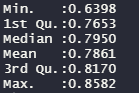 Min.   :0.6398
1st Qu.:0.7653
Median :0.7950
Mean   :0.7861
3rd Qu.:0.8170
Max.   :0.8582